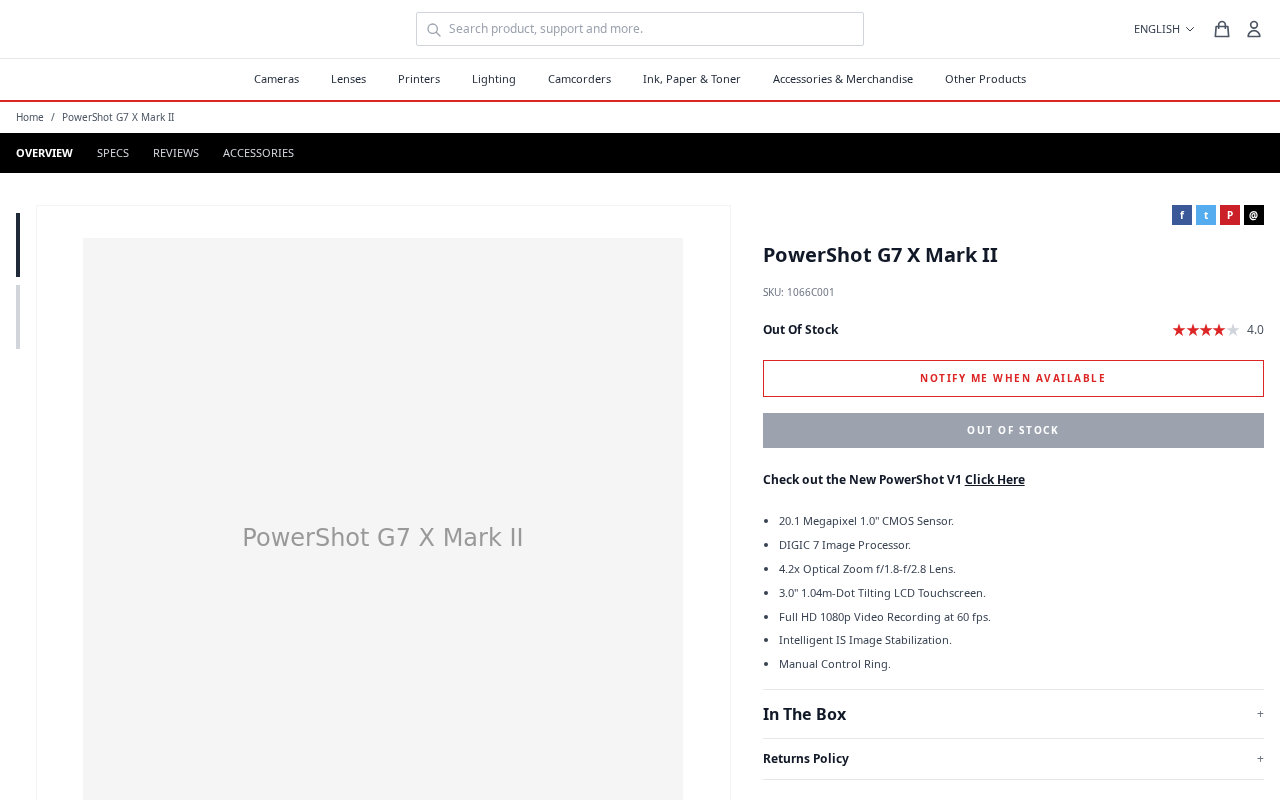 Search product, support and more.
ENGLISH
Cameras
Lenses
Printers
Lighting
Camcorders
Ink, Paper & Toner
Accessories & Merchandise
Other Products
Home / PowerShot G7 X Mark II
OVERVIEW
SPECS
REVIEWS
ACCESSORIES
PowerShot G7 X Mark II
f
t
P
@
PowerShot G7 X Mark II
SKU: 1066C001
Out Of Stock
★★★★★ 4.0
NOTIFY ME WHEN AVAILABLE
OUT OF STOCK
Check out the New PowerShot V1 Click Here
• 20.1 Megapixel 1.0" CMOS Sensor.
• DIGIC 7 Image Processor.
• 4.2x Optical Zoom f/1.8-f/2.8 Lens.
• 3.0" 1.04m-Dot Tilting LCD Touchscreen.
• Full HD 1080p Video Recording at 60 fps.
• Intelligent IS Image Stabilization.
• Manual Control Ring.
In The Box +
Returns Policy +